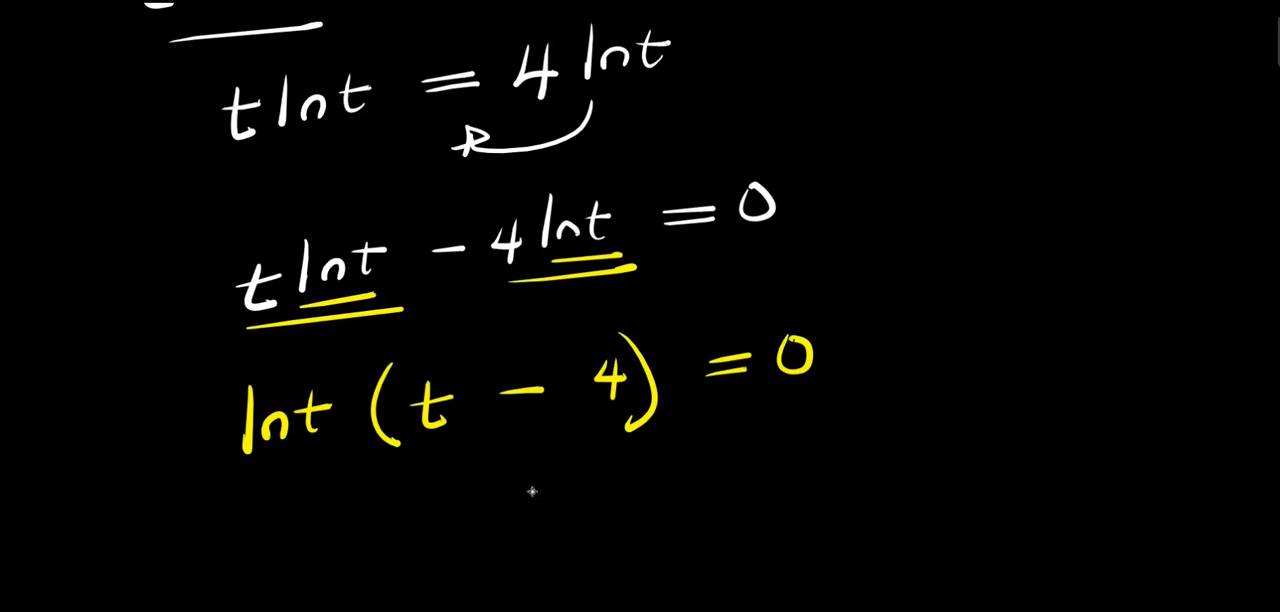 t ln t = 4 ln t
t ln t - 4 ln t = 0
ln t (t - 4) = 0